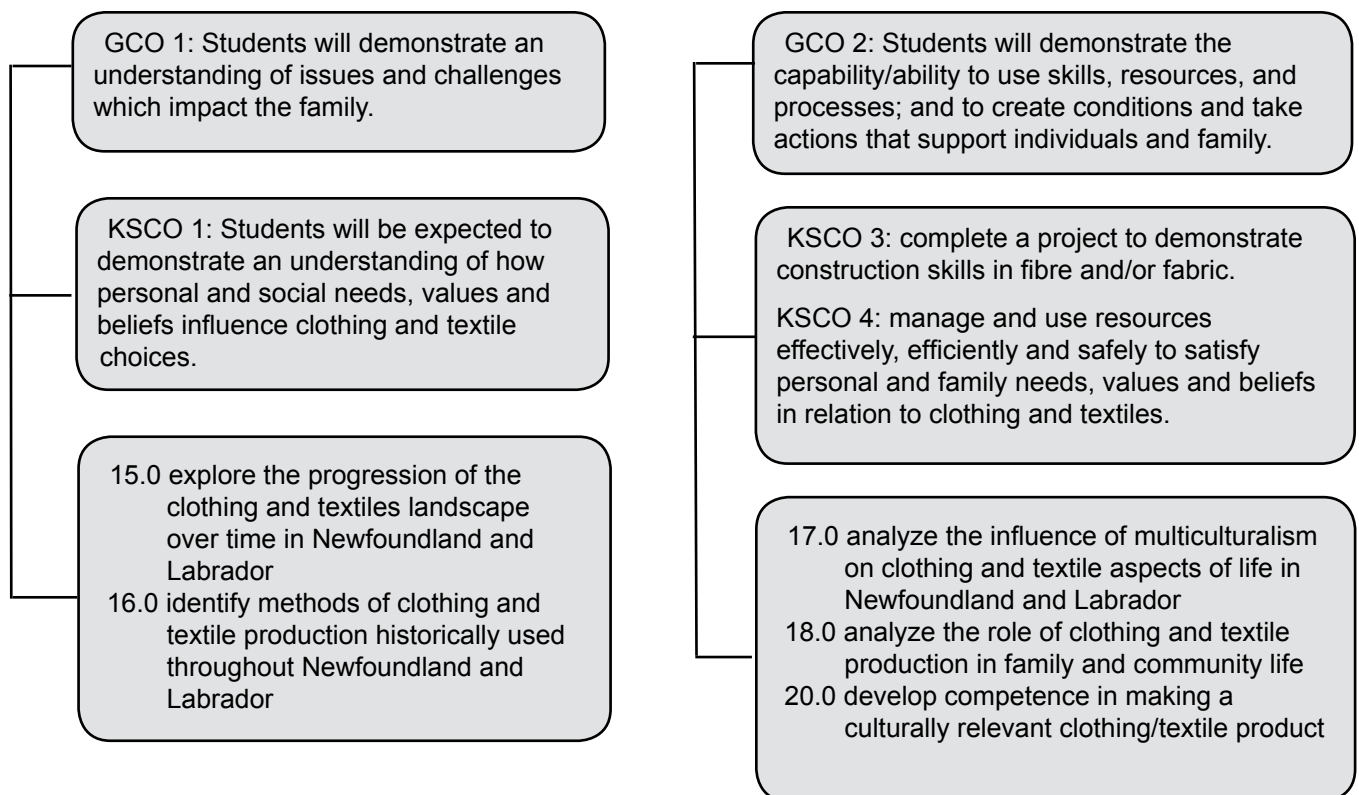 GCO 1: Students will demonstrate an
understanding of issues and challenges
which impact the family.
KSCO 1: Students will be expected to
demonstrate an understanding of how
personal and social needs, values and
beliefs influence clothing and textile
choices.
15.0 explore the progression of the
clothing and textiles landscape
over time in Newfoundland and
Labrador
16.0 identify methods of clothing and
textile production historically used
throughout Newfoundland and
Labrador
GCO 2: Students will demonstrate the
capability/ability to use skills, resources, and
processes; and to create conditions and take
actions that support individuals and family.
KSCO 3: complete a project to demonstrate
construction skills in fibre and/or fabric.
KSCO 4: manage and use resources
effectively, efficiently and safely to satisfy
personal and family needs, values and beliefs
in relation to clothing and textiles.
17.0 analyze the influence of multiculturalism
on clothing and textile aspects of life in
Newfoundland and Labrador
18.0 analyze the role of clothing and textile
production in family and community life
20.0 develop competence in making a
culturally relevant clothing/textile product